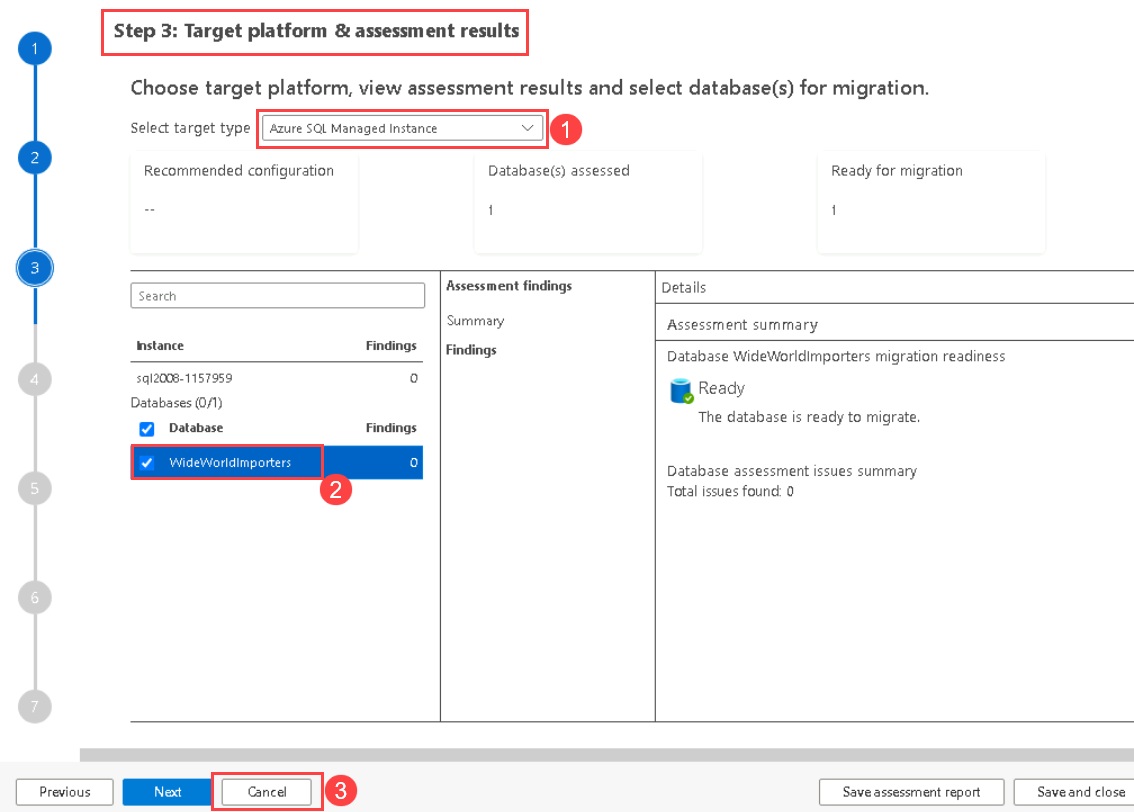 Step 3: Target platform & assessment results
1
Choose target platform, view assessment results and select database(s) for migration.
Select target type
Azure SQL Managed Instance
1
2
Recommended configuration
--
Database(s) assessed
1
Ready for migration
1
3
Search
Instance Findings
sql2008-1157959 0
Databases (0/1)
Database Findings
WideWorldImporters 0
2
Assessment findings
Summary
Findings
Details
Assessment summary
Database WideWorldImporters migration readiness
Ready
The database is ready to migrate.
Database assessment issues summary
Total issues found: 0
4
5
6
7
Previous
Next
Cancel
3
Save assessment report
Save and close